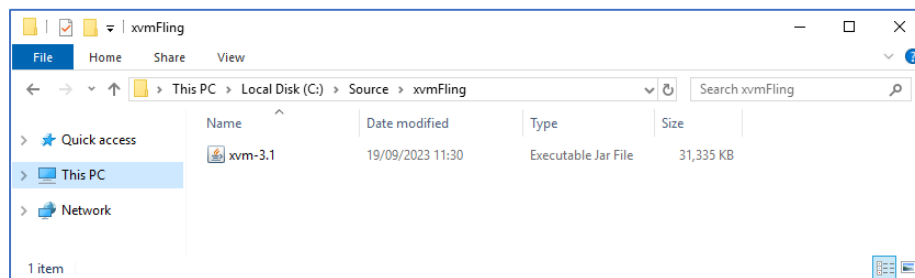 xvmFling
File Home Share View
This PC > Local Disk (C:) > Source > xvmFling
Search xvmFling
Name Date modified Type Size
Quick access
xvm-3.1 19/09/2023 11:30 Executable Jar File 31,335 KB
This PC
Network
1 item